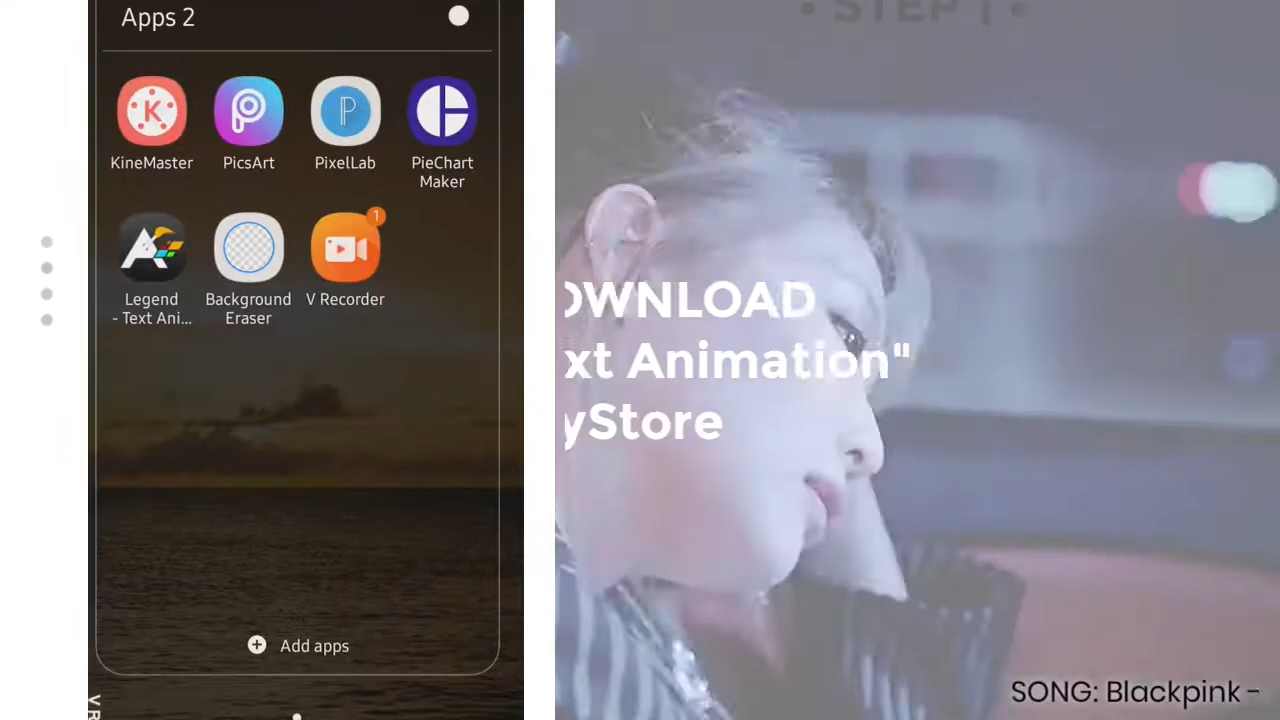 Apps 2
KineMaster
PicsArt
PixelLab
PieChart
Maker
1
Legend
- Text Ani...
Background
Eraser
V Recorder
Add apps
• STEP 1 •
OWNLOAD
xt Animation"
yStore
SONG: Blackpink -